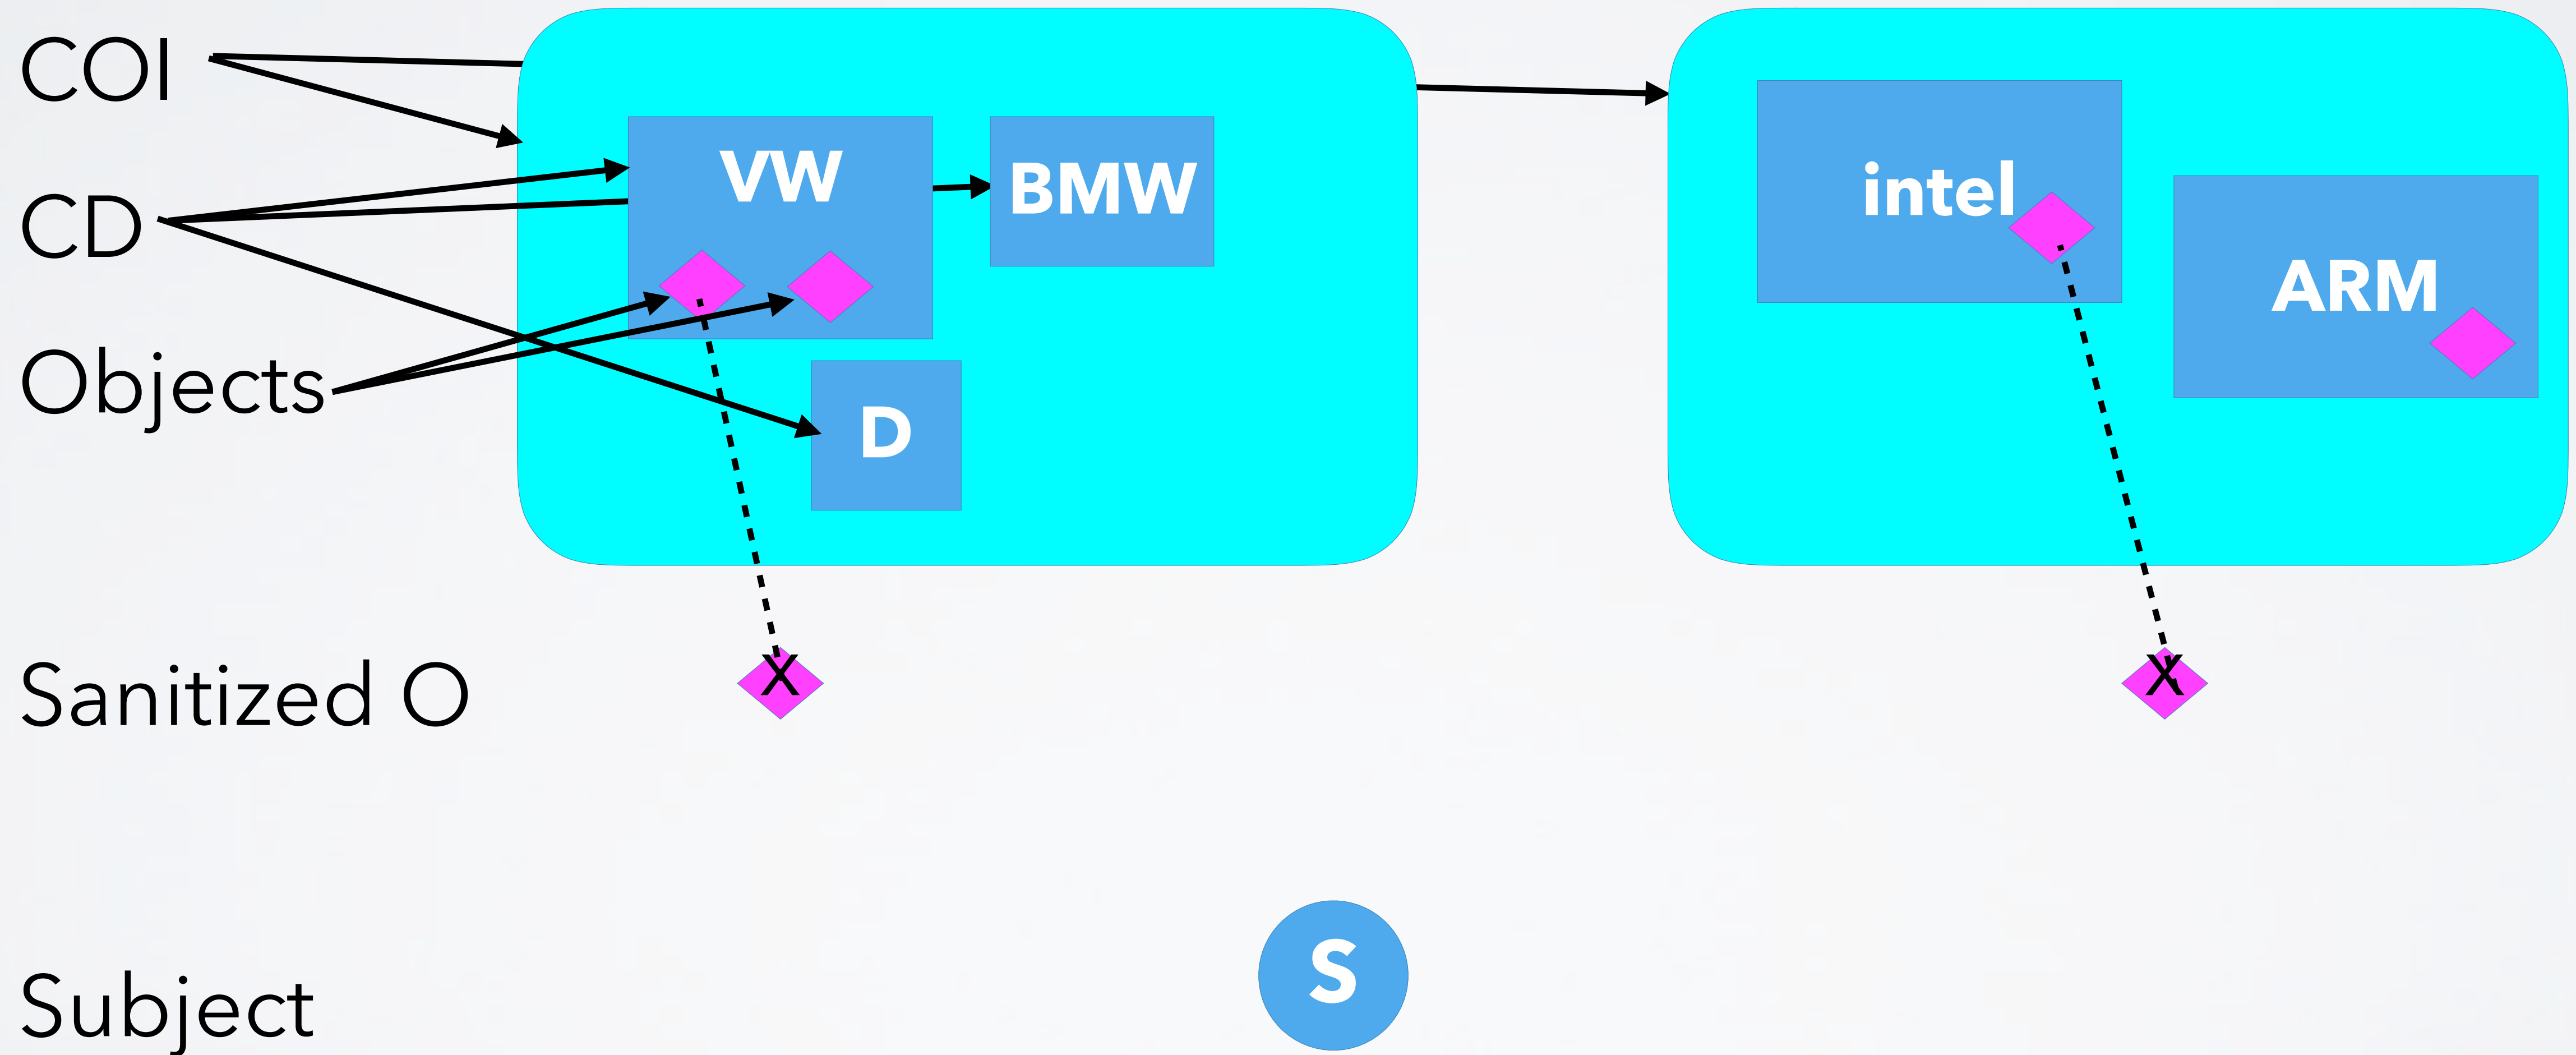 COI
CD
Objects
Sanitized O
Subject
VW
BMW
D
intel
ARM
X
X
S